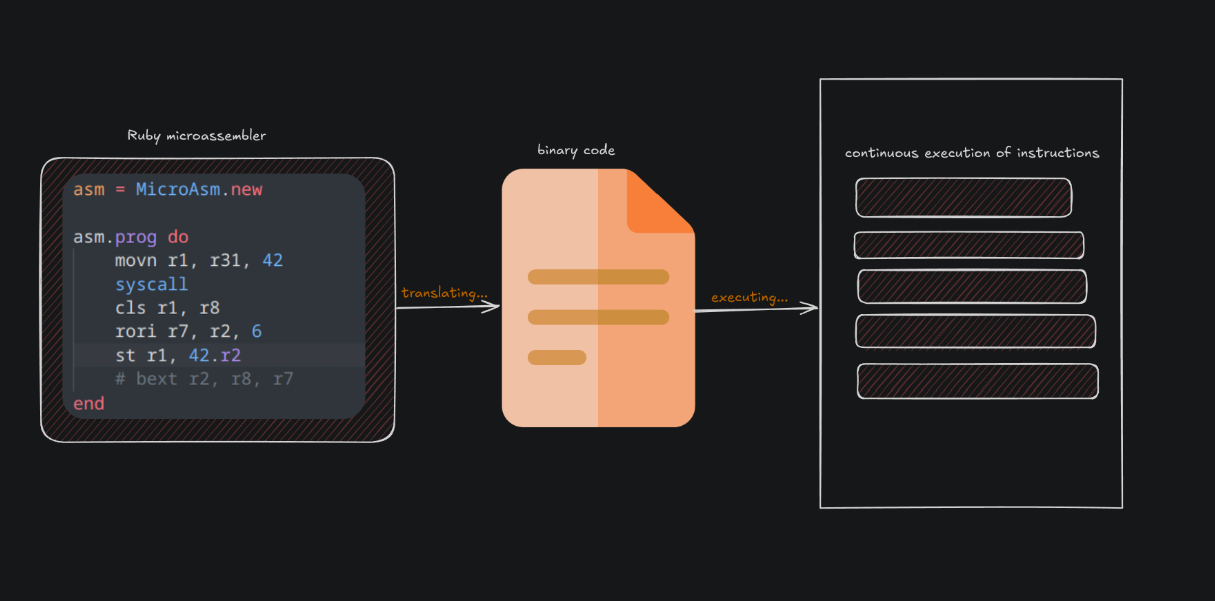 Ruby microassembler
asm = MicroAsm.new
asm.prog do
movn r1, r31, 42
syscall
cls r1, r8
rori r7, r2, 6
st r1, 42.r2
# bext r2, r8, r7
end
translating...
binary code
executing...
continuous execution of instructions